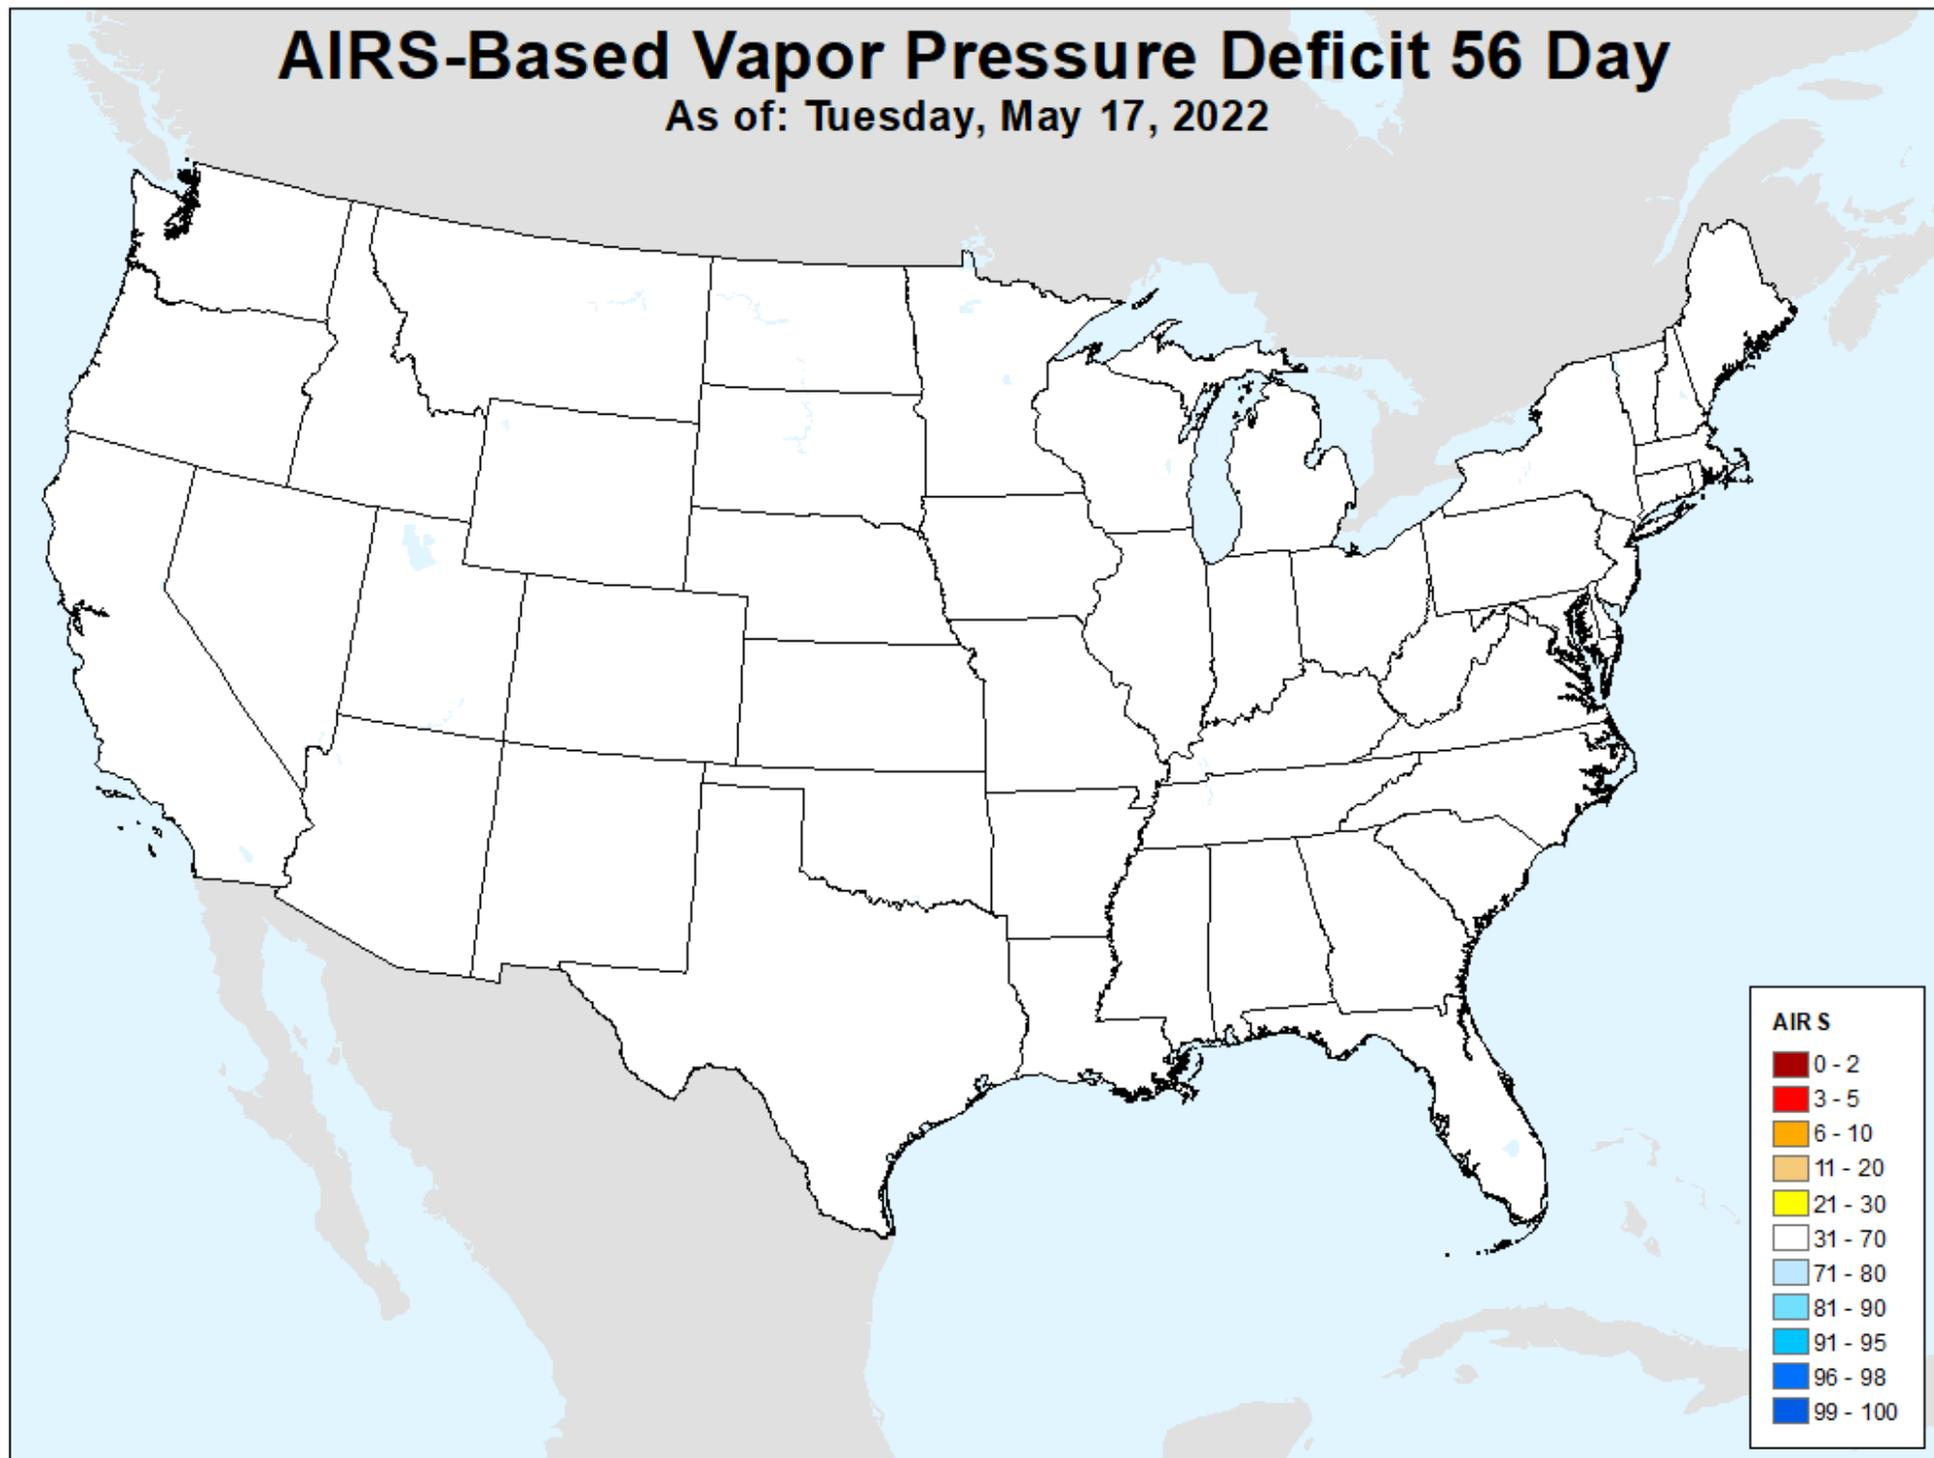 AIRS-Based Vapor Pressure Deficit 56 Day
As of: Tuesday, May 17, 2022
AIRS
0 - 2
3 - 5
6 - 10
11 - 20
21 - 30
31 - 70
71 - 80
81 - 90
91 - 95
96 - 98
99 - 100